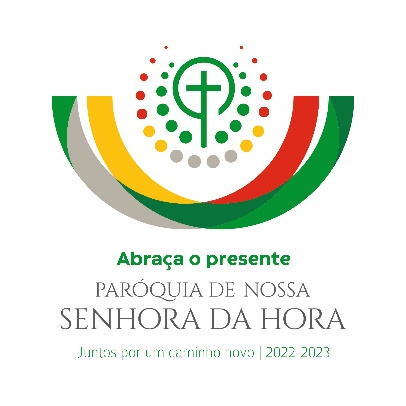 Abraça o presente
PARÓQUIA DE NOSSA
SENHORA DA HORA
Juntos por um caminho novo | 2022-2023